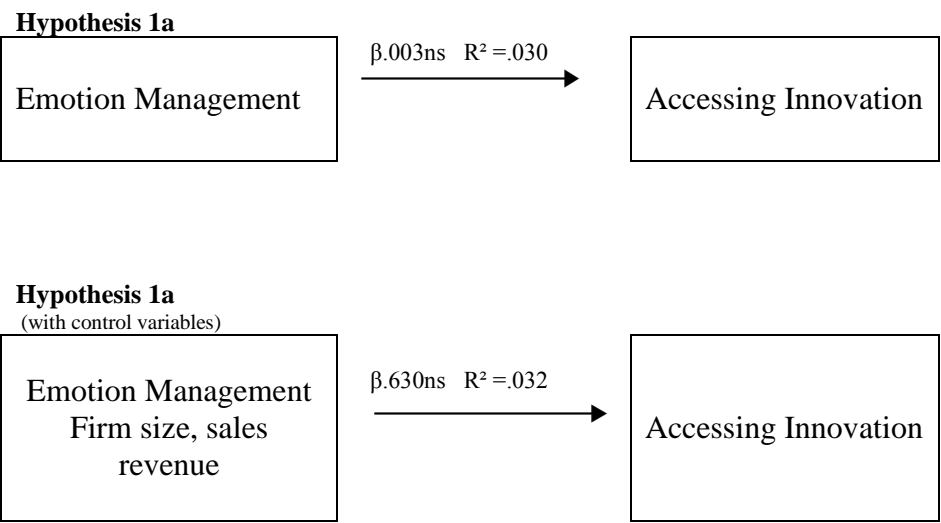 Hypothesis 1a
β.003ns R² =.030
Emotion Management
Accessing Innovation
Hypothesis 1a
(with control variables)
β.630ns R² =.032
Emotion Management
Firm size, sales
revenue
Accessing Innovation